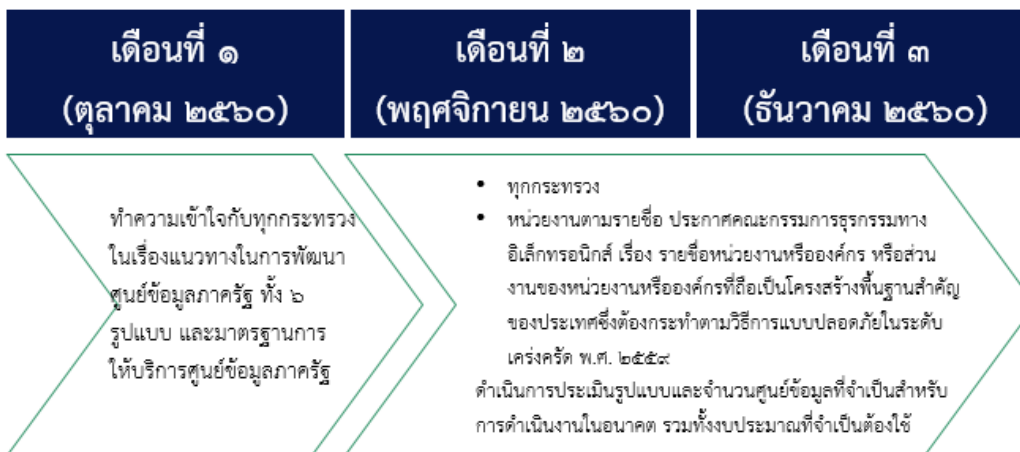 เดือนที่ ๑
(ตุลาคม ๒๕๖๐)
เดือนที่ ๒
(พฤศจิกายน ๒๕๖๐)
เดือนที่ ๓
(ธันวาคม ๒๕๖๐)
ทำความเข้าใจกับทุกกระทรวง
ในเรื่องแนวทางในการพัฒนา
ศูนย์ข้อมูลภาครัฐ ทั้ง ๖
รูปแบบ และมาตรฐานการ
ให้บริการศูนย์ข้อมูลภาครัฐ
• ทุกกระทรวง
• หน่วยงานตามรายชื่อ ประกาศคณะกรรมการธุรกรรมทาง
อิเล็กทรอนิกส์ เรื่อง รายชื่อหน่วยงานหรือองค์กร หรือส่วน
งานของหน่วยงานหรือองค์กรที่ถือเป็นโครงสร้างพื้นฐานสำคัญ
ของประเทศซึ่งต้องกระทำตามวิธีการแบบปลอดภัยในระดับ
เคร่งครัด พ.ศ. ๒๕๕๙
ดำเนินการประเมินรูปแบบและจำนวนศูนย์ข้อมูลที่จำเป็นสำหรับ
การดำเนินงานในอนาคต รวมทั้งงบประมาณที่จำเป็นต้องใช้